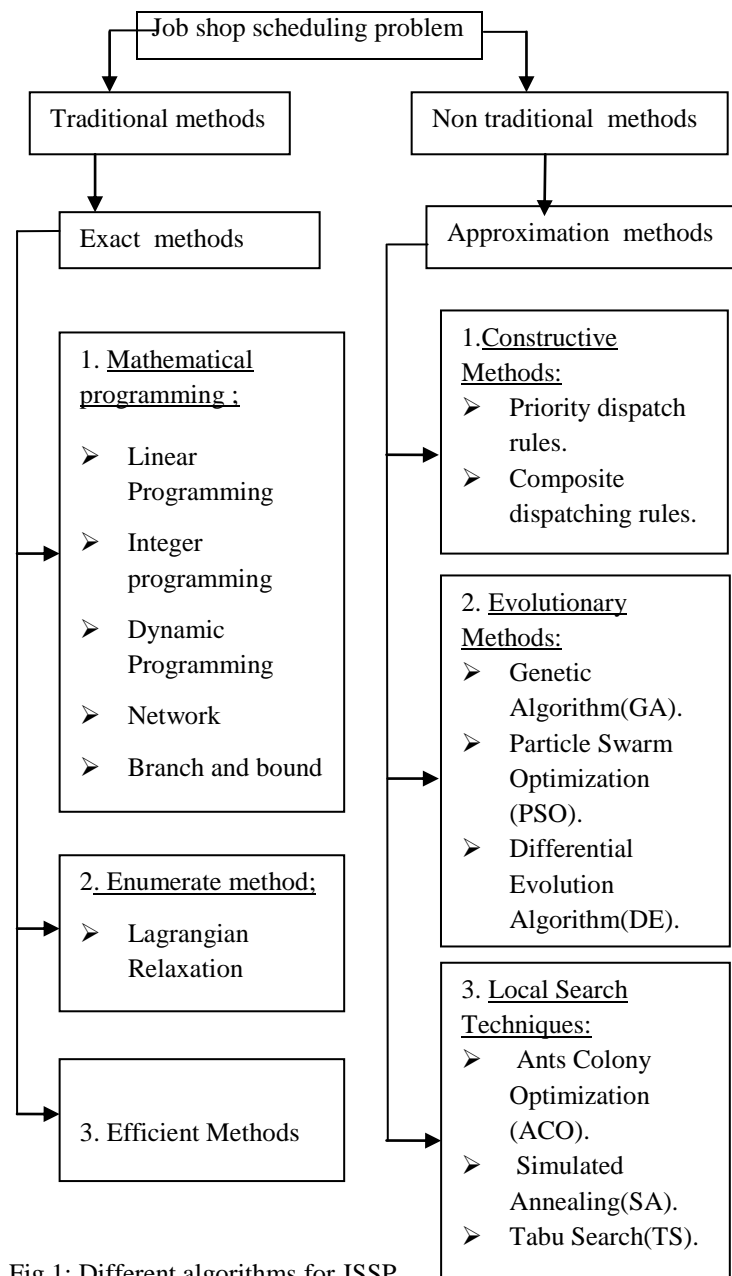 Job shop scheduling problem
Traditional methods
Non traditional methods
Exact methods
Approximation methods
1. Mathematical
programming ;
➢ Linear
Programming
➢ Integer
programming
➢ Dynamic
Programming
➢ Network
➢ Branch and bound
2. Enumerate method;
➢ Lagrangian
Relaxation
3. Efficient Methods
1.Constructive
Methods:
➢ Priority dispatch
rules.
➢ Composite
dispatching rules.
2. Evolutionary
Methods:
➢ Genetic
Algorithm(GA).
➢ Particle Swarm
Optimization
(PSO).
➢ Differential
Evolution
Algorithm(DE).
3. Local Search
Techniques:
➢ Ants Colony
Optimization
(ACO).
➢ Simulated
Annealing(SA).
➢ Tabu Search(TS).
Fig 1: Different algorithms for JSSP